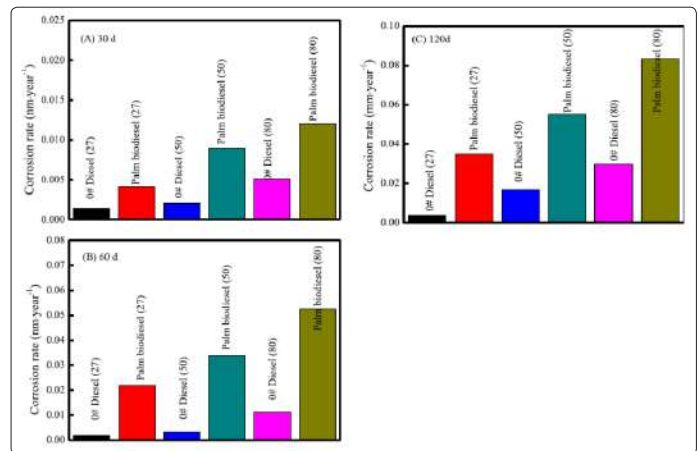 (A) 30 d
Corrosion rate (nm·year⁻¹)
0.025
0.020
0.015
0.010
0.005
0.000
0# Diesel (27)
Palm biodiesel (27)
0# Diesel (50)
Palm biodiesel (50)
0# Diesel (80)
Palm biodiesel (80)
(B) 60 d
Corrosion rate (nm·year⁻¹)
0.08
0.07
0.06
0.05
0.04
0.03
0.02
0.01
0.00
0# Diesel (27)
Palm biodiesel (27)
0# Diesel (50)
Palm biodiesel (50)
0# Diesel (80)
Palm biodiesel (80)
(C) 120d
Corrosion rate (mm·year⁻¹)
0.10
0.08
0.06
0.04
0.02
0.00
0# Diesel (27)
Palm biodiesel (27)
0# Diesel (50)
Palm biodiesel (50)
0# Diesel (80)
Palm biodiesel (80)